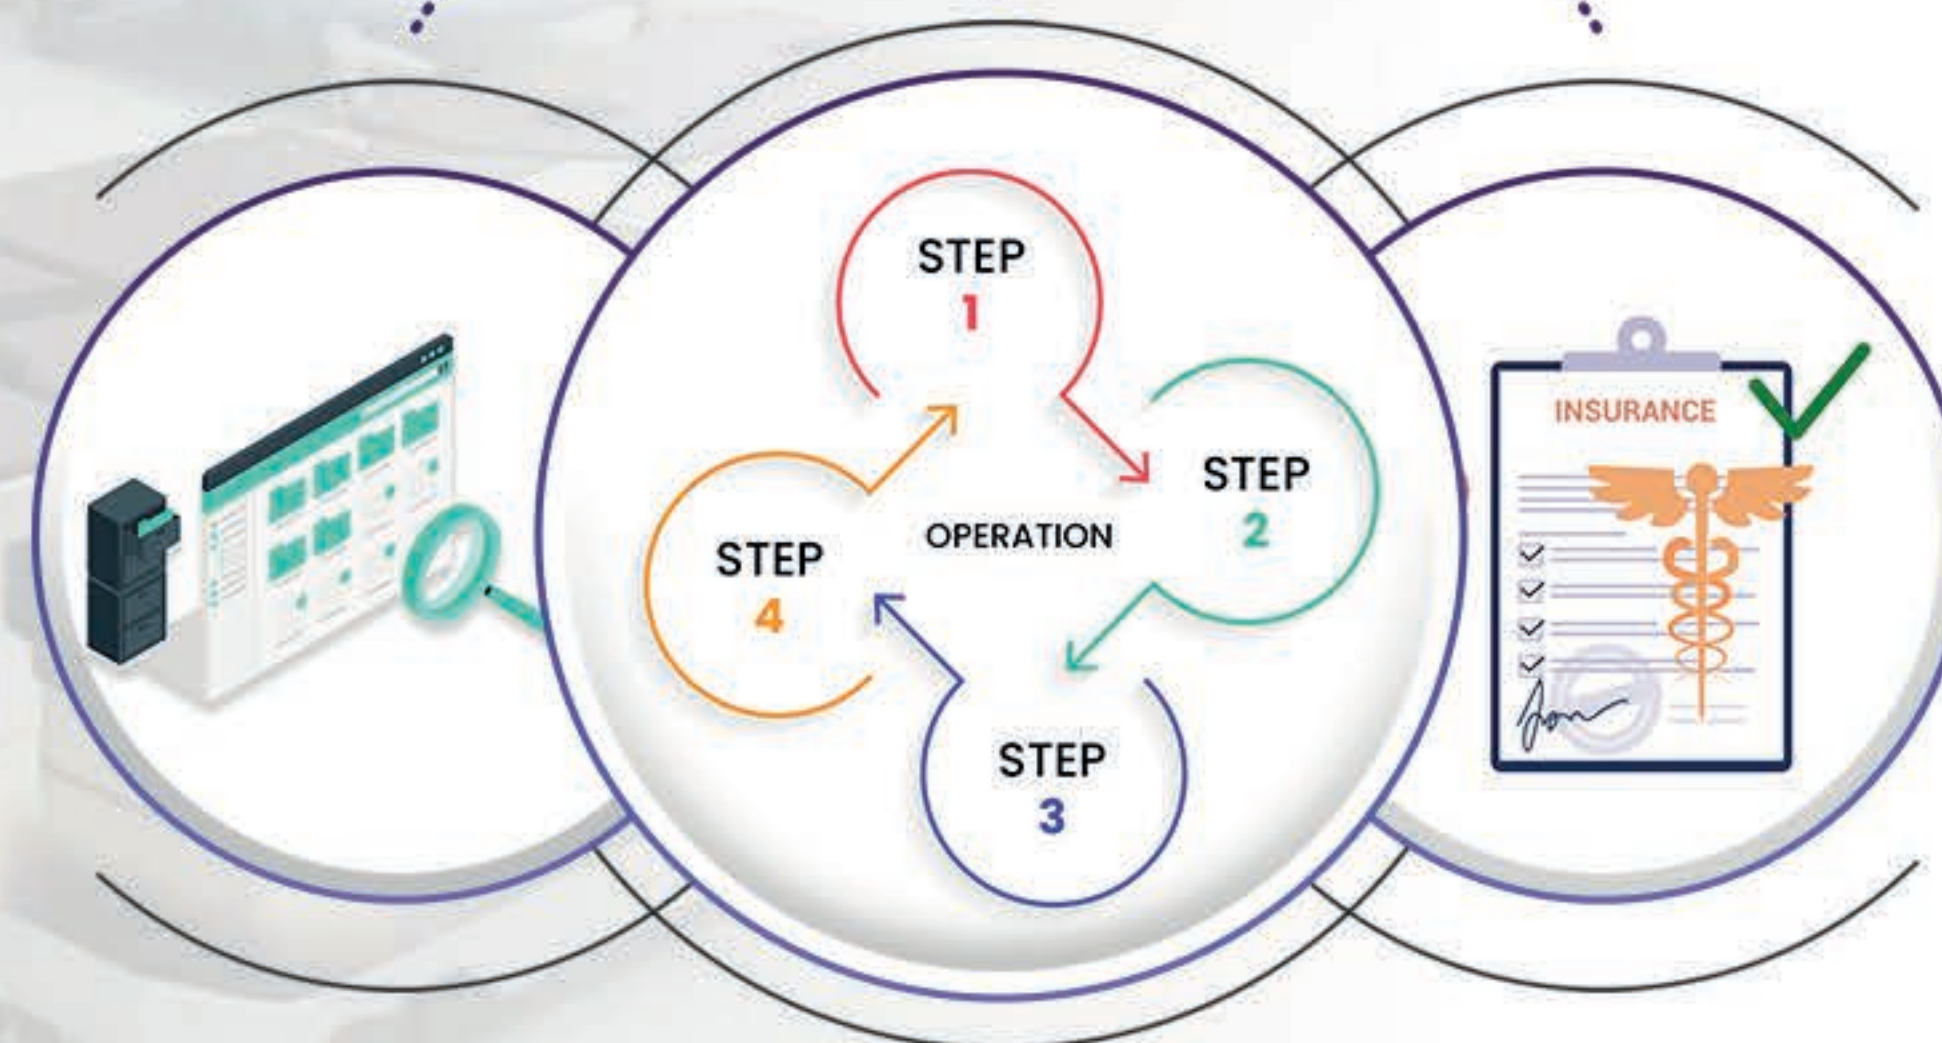 STEP
1
STEP
2
OPERATION
STEP
3
STEP
4
INSURANCE